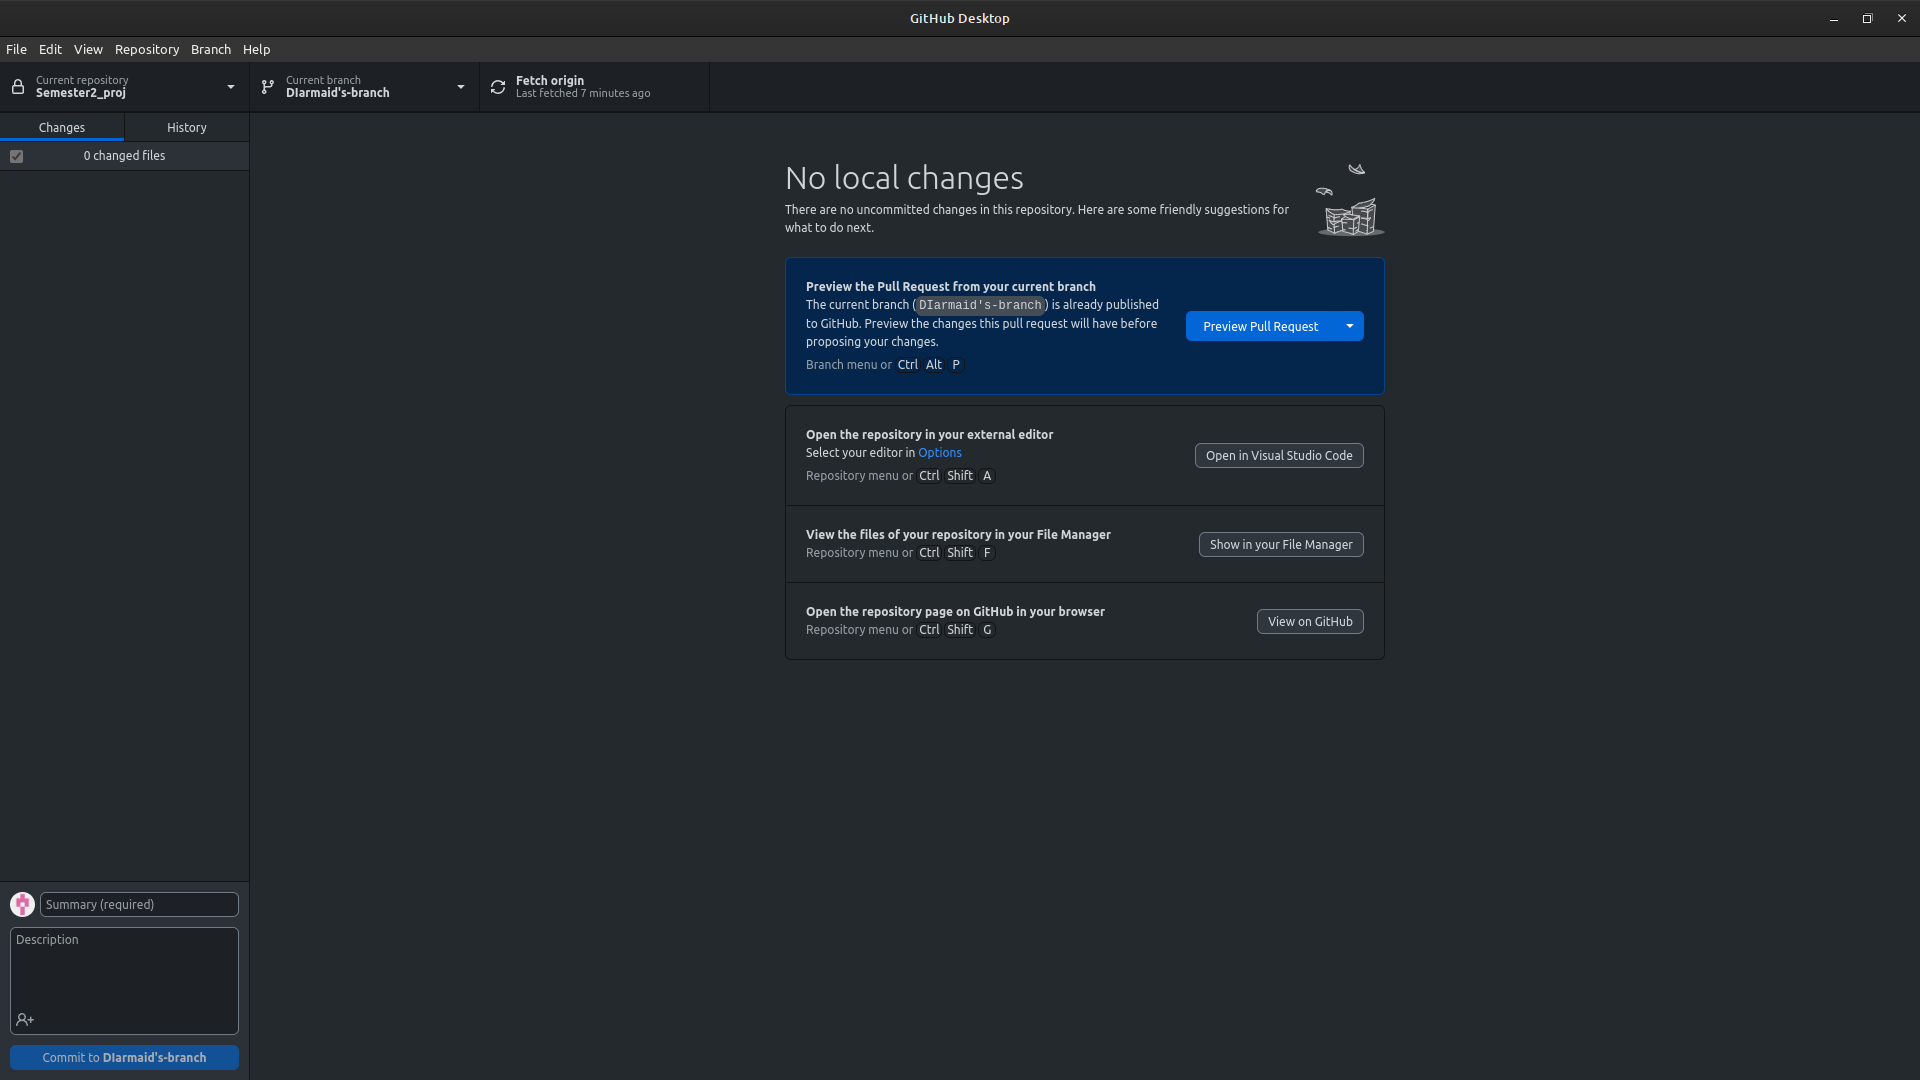 GitHub Desktop
File Edit View Repository Branch Help
Current repository
Semester2_proj
Current branch
DIarmaid's-branch
Fetch origin
Last fetched 7 minutes ago
Changes History
0 changed files
No local changes
There are no uncommitted changes in this repository. Here are some friendly suggestions for
what to do next.
Preview the Pull Request from your current branch
The current branch (DIarmaid's-branch) is already published
to GitHub. Preview the changes this pull request will have before
proposing your changes.
Branch menu or Ctrl Alt P
Preview Pull Request
Open the repository in your external editor
Select your editor in Options
Repository menu or Ctrl Shift A
Open in Visual Studio Code
View the files of your repository in your File Manager
Repository menu or Ctrl Shift F
Show in your File Manager
Open the repository page on GitHub in your browser
Repository menu or Ctrl Shift G
View on GitHub
Summary (required)
Description
Commit to DIarmaid's-branch